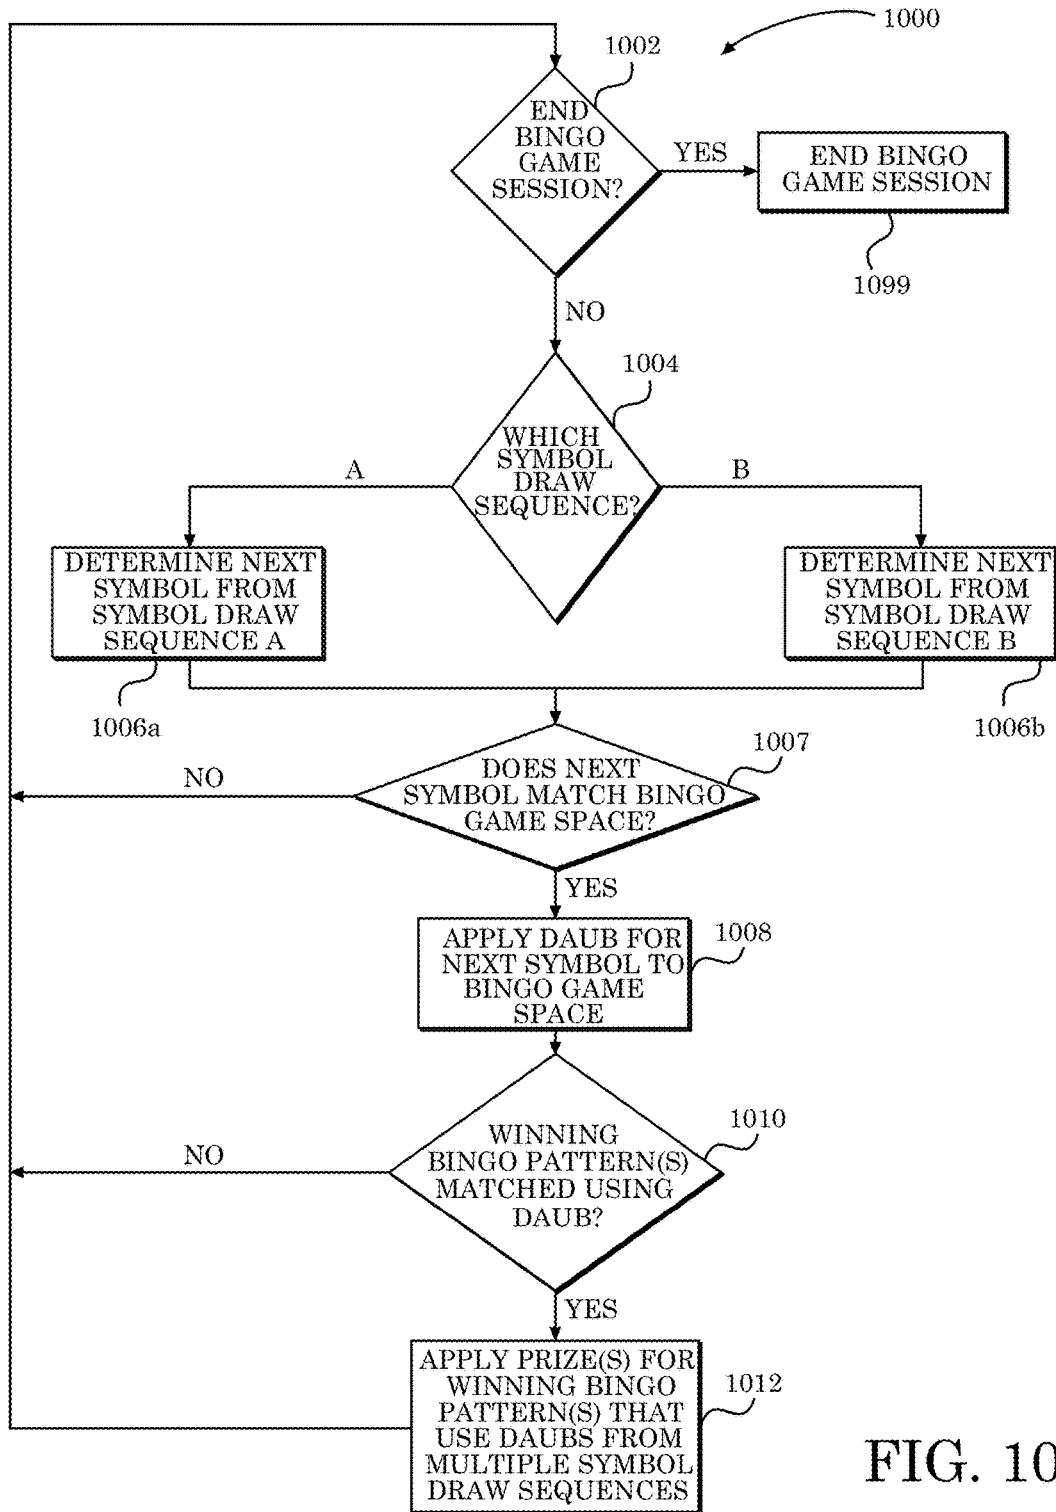 1000
1002
END
BINGO
GAME
SESSION?
YES
END BINGO
GAME SESSION
1099
NO
1004
WHICH
SYMBOL
DRAW
SEQUENCE?
A
B
DETERMINE NEXT
SYMBOL FROM
SYMBOL DRAW
SEQUENCE A
DETERMINE NEXT
SYMBOL FROM
SYMBOL DRAW
SEQUENCE B
1006a
1006b
1007
DOES NEXT
SYMBOL MATCH BINGO
GAME SPACE?
NO
YES
APPLY DAUB FOR
NEXT SYMBOL TO
BINGO GAME
SPACE
1008
1010
WINNING
BINGO PATTERN(S)
MATCHED USING
DAUB?
NO
YES
APPLY PRIZE(S) FOR
WINNING BINGO
PATTERN(S) THAT
USE DAUBS FROM
MULTIPLE SYMBOL
DRAW SEQUENCES
1012
FIG. 10